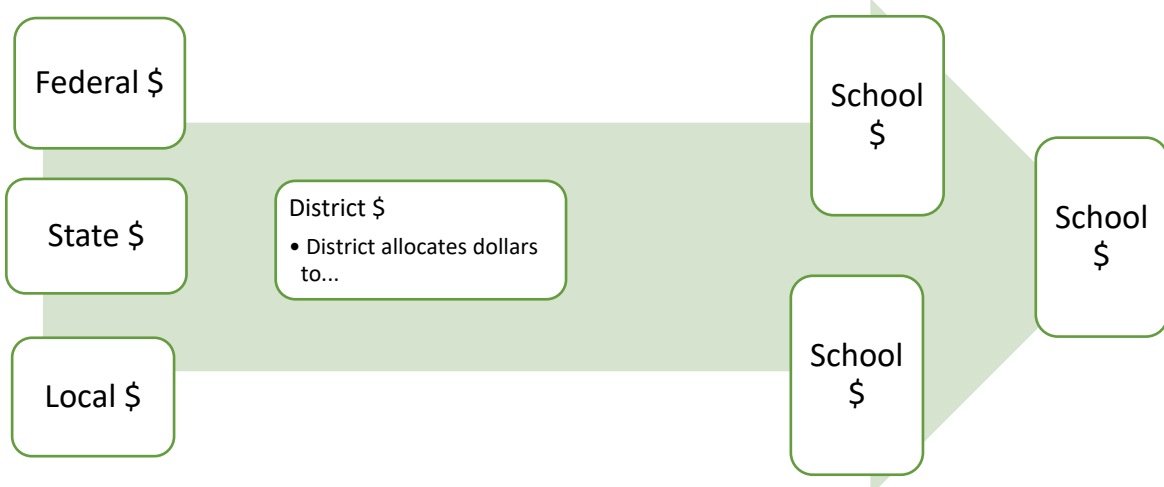 Federal $
State $
Local $
District $
• District allocates dollars
to...
School
$
School
$
School
$